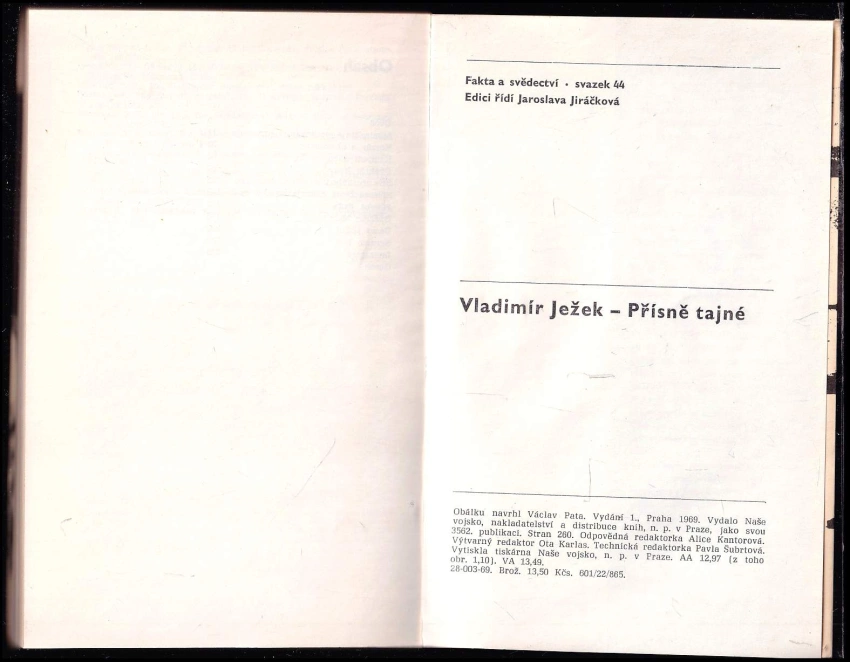 Fakta a svědectví · svazek 44
Edici řídí Jaroslava Jiráčková
Vladimír Ježek – Přísně tajné
Obálku navrhl Václav Pata. Vydání 1., Praha 1969. Vydalo Naše
vojsko, nakladatelství a distribuce knih, n. p. v Praze, jako svou
3562. publikaci. Stran 260. Odpovědná redaktorka Alice Kantorová.
Výtvarný redaktor Ota Karlas. Technická redaktorka Pavla Šubrtová.
Vytiskla tiskárna Naše vojsko, n. p. v Praze. AA 12,97 (z toho
obr. 1,10). VA 13,49.
28-003-69. Brož. 13,50 Kčs. 601/22/865.